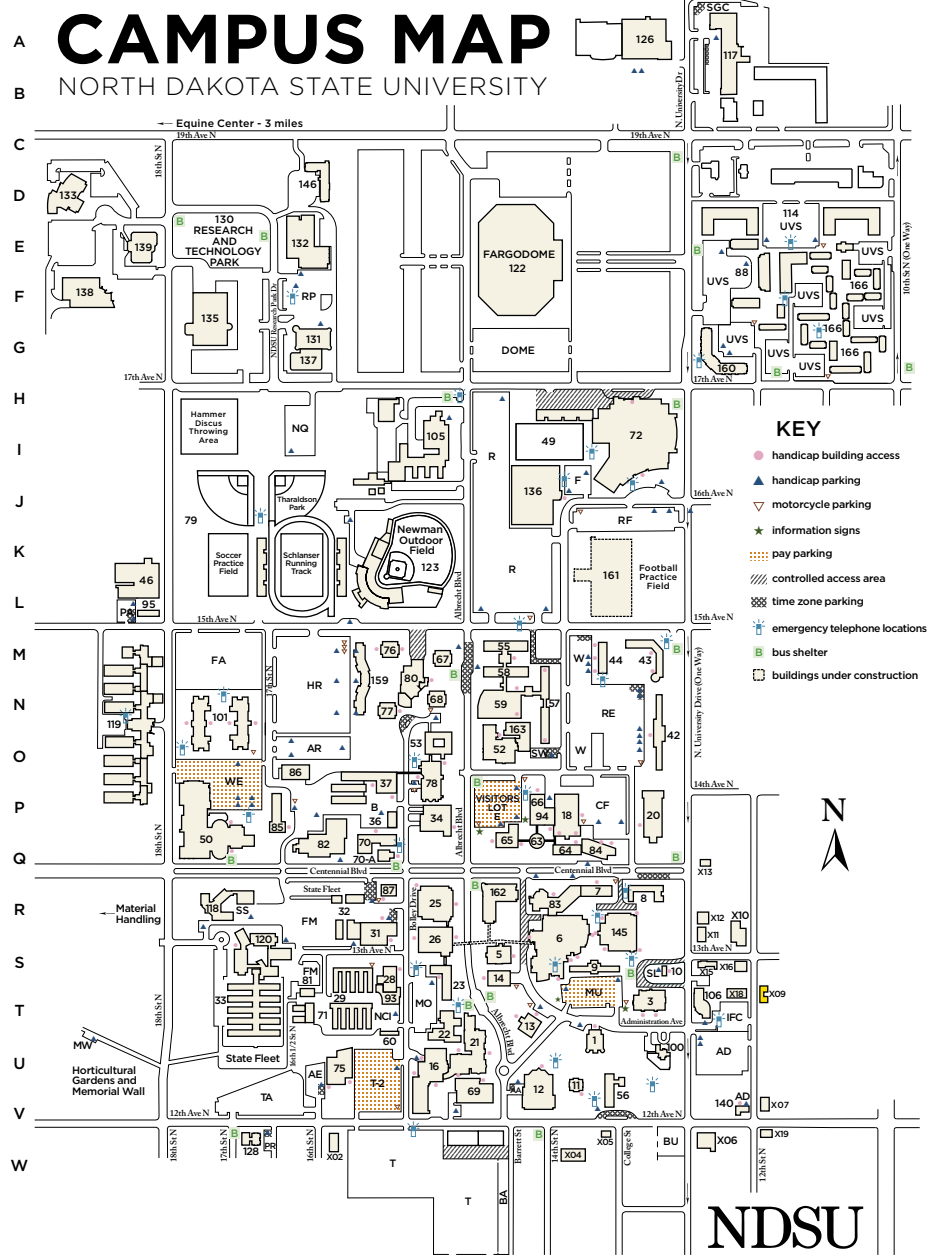 CAMPUS MAP
NORTH DAKOTA STATE UNIVERSITY
Equine Center - 3 miles
19th Ave N
19th Ave N
SGC
126
117
N. University Dr
18th St N
A
B
C
D
E
F
G
H
I
J
K
L
M
N
O
P
Q
R
S
T
U
V
W
133
146
139
138
B
130
RESEARCH
AND
TECHNOLOGY
PARK
B
132
RP
135
NDSU Research Park Dr
131
137
FARGODOME
122
DOME
B
B
114
UVS
UVS
88
UVS
166
UVS
UVS
166
UVS
UVS
166
UVS
UVS
160
B
B
10th St N (One Way)
17th Ave N
17th Ave N
Hammer
Discus
Throwing
Area
NQ
105
B
R
49
72
B
136
F
16th Ave N
RF
79
Tharaldson
Park
Soccer
Practice
Field
Schlanser
Running
Track
Newman
Outdoor
Field
123
Albrecht Blvd
R
161
Football
Practice
Field
46
95
15th Ave N
15th Ave N
KEY
handicap building access
handicap parking
motorcycle parking
information signs
pay parking
controlled access area
time zone parking
emergency telephone locations
B
bus shelter
buildings under construction
FA
17th St N
HR
159
76
67
80
B
68
77
55
58
59
57
163
52
SW
W
44
43
B
RE
W
42
N. University Drive (One Way)
14th Ave N
119
101
AR
53
WE
86
37
78
B
36
34
Albrecht Blvd
B
VISITORS
LOT
E
66
94
18
CF
20
65
63
64
84
B
18th St N
50
85
82
70
70-A
B
B
Centennial Blvd
Centennial Blvd
X13
Material
Handling
118
SS
State Fleet
87
32
FM
31
13th Ave N
120
Bolley Drive
25
26
B
162
83
7
8
6
145
5
9
14
B
SL
10
X12
X10
X11
13th Ave N
X15
X16
33
FM
81
29
28
93
71
NCI
MO
23
B
B
MU
3
106
X18
X09
IFC
Administration Ave
18th St N
16th 1/2 St N
60
22
21
13
Albrecht Blvd
1
100
AD
MW
Horticultural
Gardens and
Memorial Wall
State Fleet
AE
75
T-2
16
69
AA
12
11
56
TA
12th Ave N
12th Ave N
AD
140
X07
18th St N
17th St N
B
128
PR
16th St N
X02
T
T
BA
Barrett St
B
14th St N
X04
X05
College St
BU
X06
X19
12th St N
N
NDSU